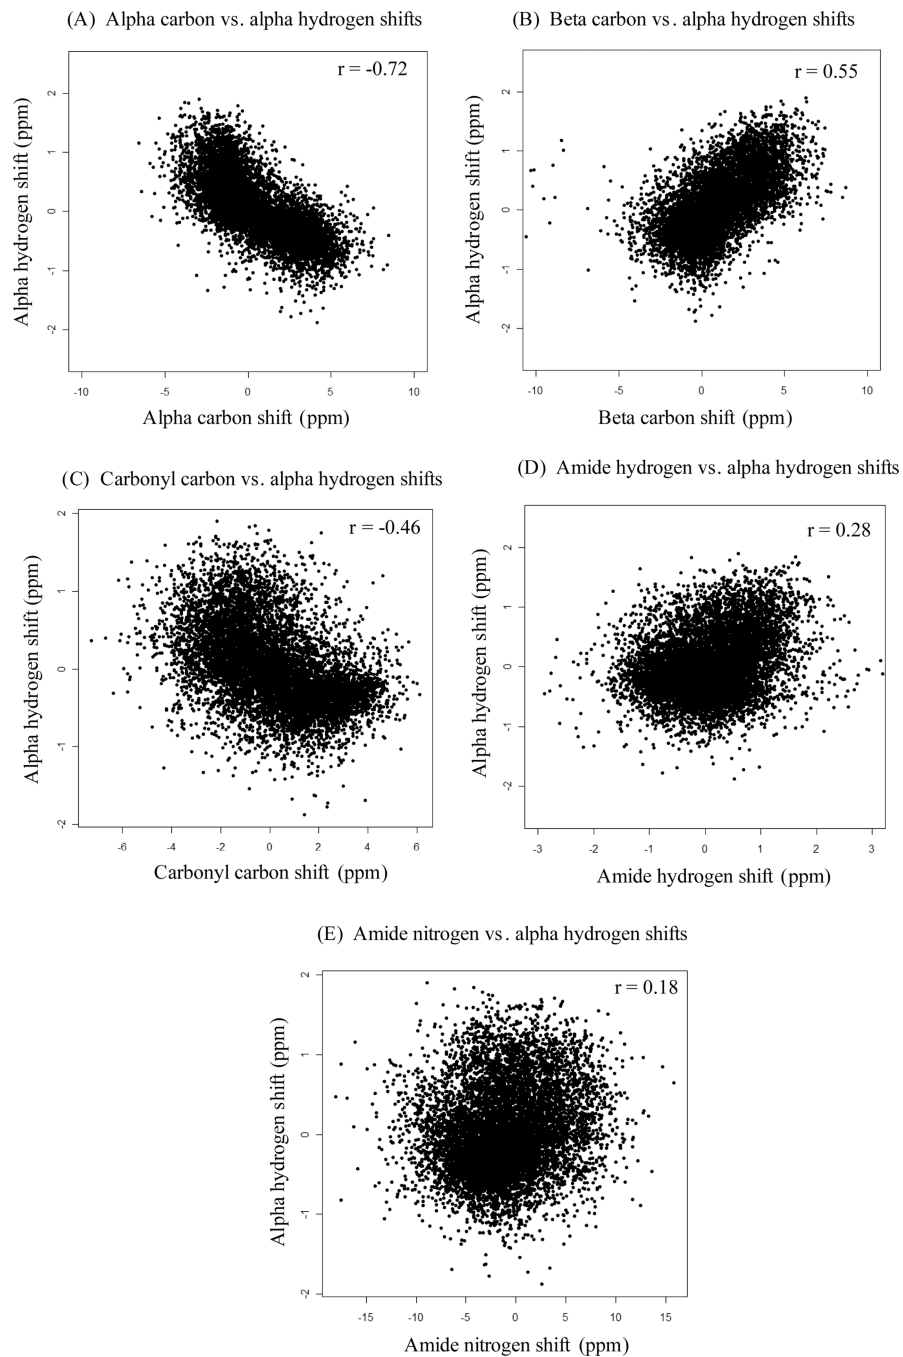 (A) Alpha carbon vs. alpha hydrogen shifts
r = -0.72
Alpha hydrogen shift (ppm)
2
1
0
-1
-2
-10 -5 0 5 10
Alpha carbon shift (ppm)
(B) Beta carbon vs. alpha hydrogen shifts
r = 0.55
Alpha hydrogen shift (ppm)
2
1
0
-1
-2
-10 -5 0 5 10
Beta carbon shift (ppm)
(C) Carbonyl carbon vs. alpha hydrogen shifts
r = -0.46
Alpha hydrogen shift (ppm)
2
1
0
-1
-2
-6 -4 -2 0 2 4 6
Carbonyl carbon shift (ppm)
(D) Amide hydrogen vs. alpha hydrogen shifts
r = 0.28
Alpha hydrogen shift (ppm)
2
1
0
-1
-2
-3 -2 -1 0 1 2 3
Amide hydrogen shift (ppm)
(E) Amide nitrogen vs. alpha hydrogen shifts
r = 0.18
Alpha hydrogen shift (ppm)
2
1
0
-1
-2
-15 -10 -5 0 5 10 15
Amide nitrogen shift (ppm)